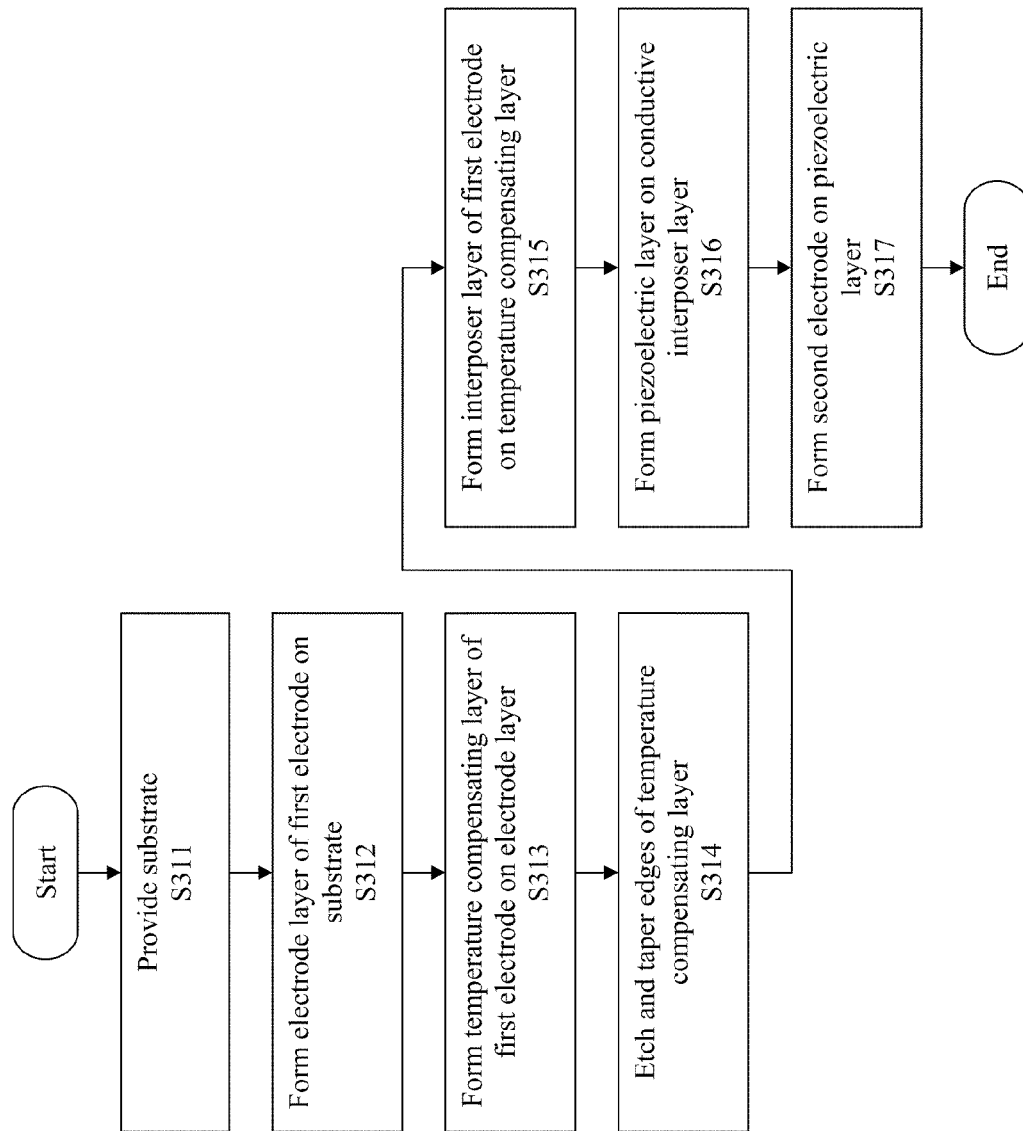 Start
Provide substrate
S311
Form electrode layer of first electrode on
substrate
S312
Form temperature compensating layer of
first electrode on electrode layer
S313
Etch and taper edges of temperature
compensating layer
S314
Form interposer layer of first electrode
on temperature compensating layer
S315
Form piezoelectric layer on conductive
interposer layer
S316
Form second electrode on piezoelectric
layer
S317
End